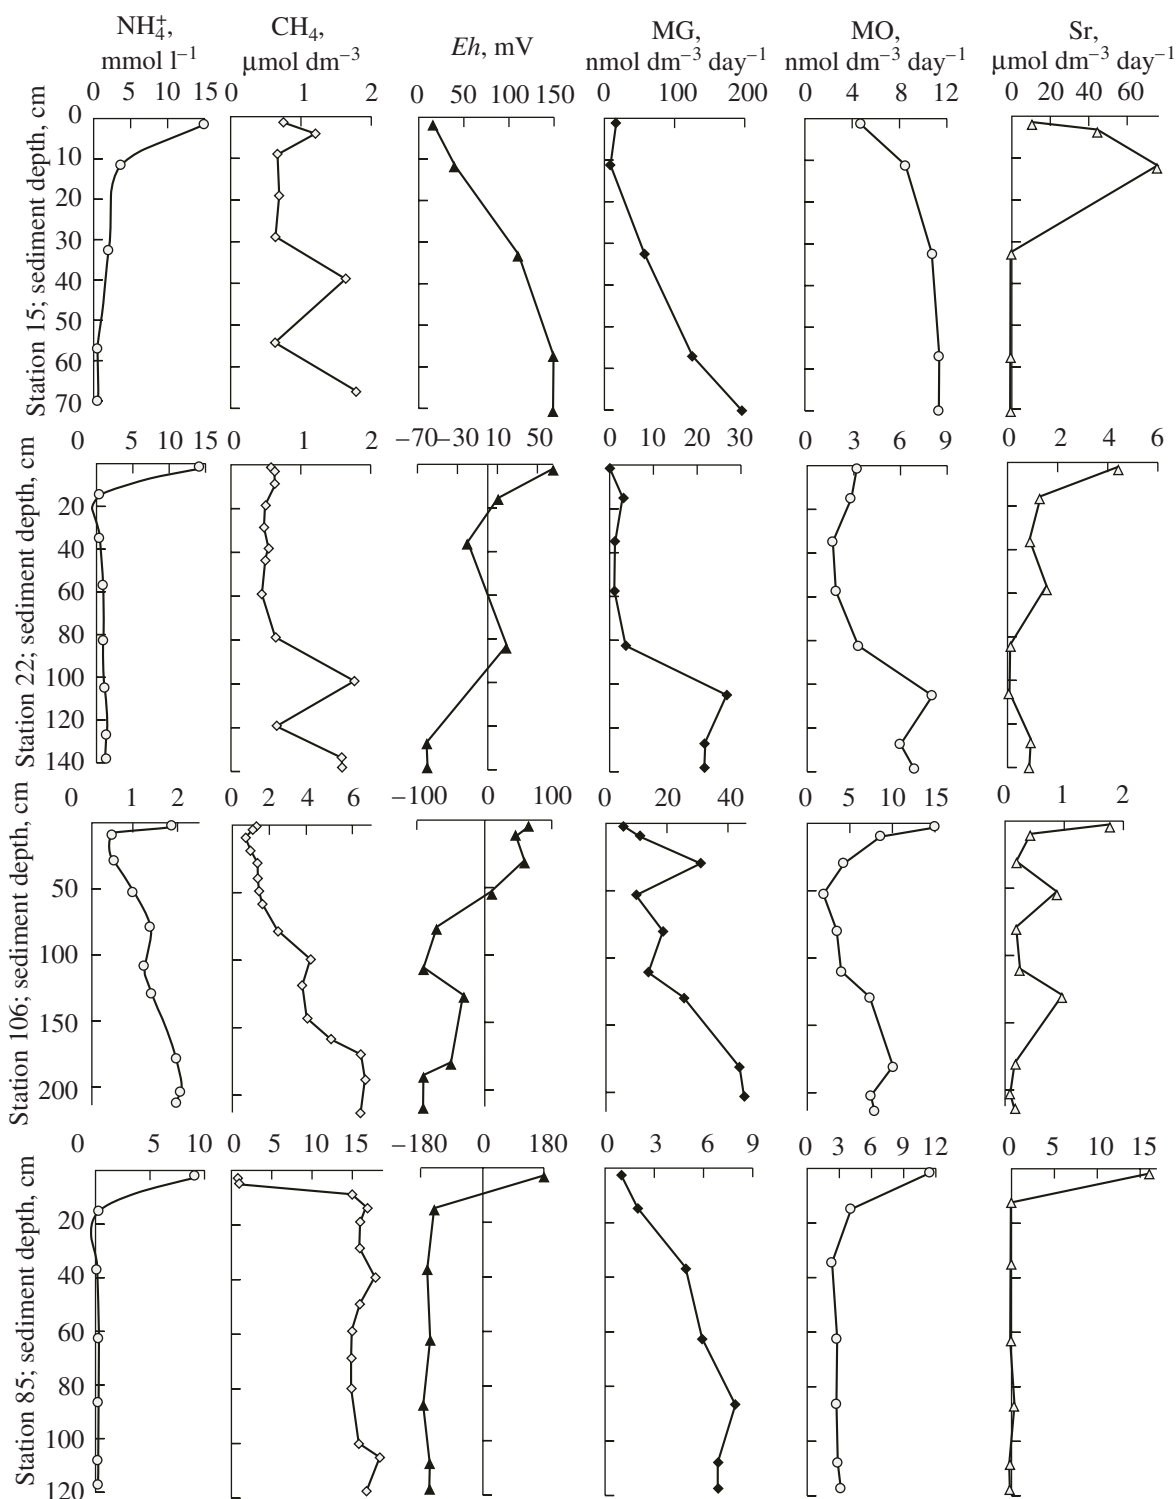 NH₄⁺, CH₄, Eh, mV MG, MO, Sr,
mmol l⁻¹ μmol dm⁻³ nmol dm⁻³ day⁻¹ nmol dm⁻³ day⁻¹ μmol dm⁻³ day⁻¹
0 5 10 15 0 1 2 0 50 100 150 0 100 200 0 4 8 12 0 20 40 60
Station 15; sediment depth, cm
0
10
20
30
40
50
60
70
0 5 10 15 0 1 2 −70 −30 10 50 0 10 20 30 0 3 6 9 0 2 4 6
Station 22; sediment depth, cm
20
40
60
80
100
120
140
0 1 2 0 2 4 6 −100 0 100 0 20 40 0 5 10 15 0 1 2
Station 106; sediment depth, cm
50
100
150
200
0 5 10 0 5 10 15 −180 0 180 0 3 6 9 0 3 6 9 12 0 5 10 15
Station 85; sediment depth, cm
20
40
60
80
100
120